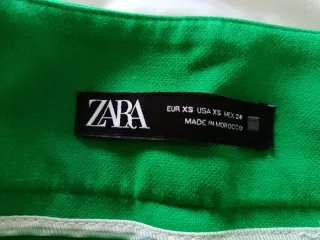 ZARA
EUR XS USA XS MEX 24
MADE IN MOROCCO